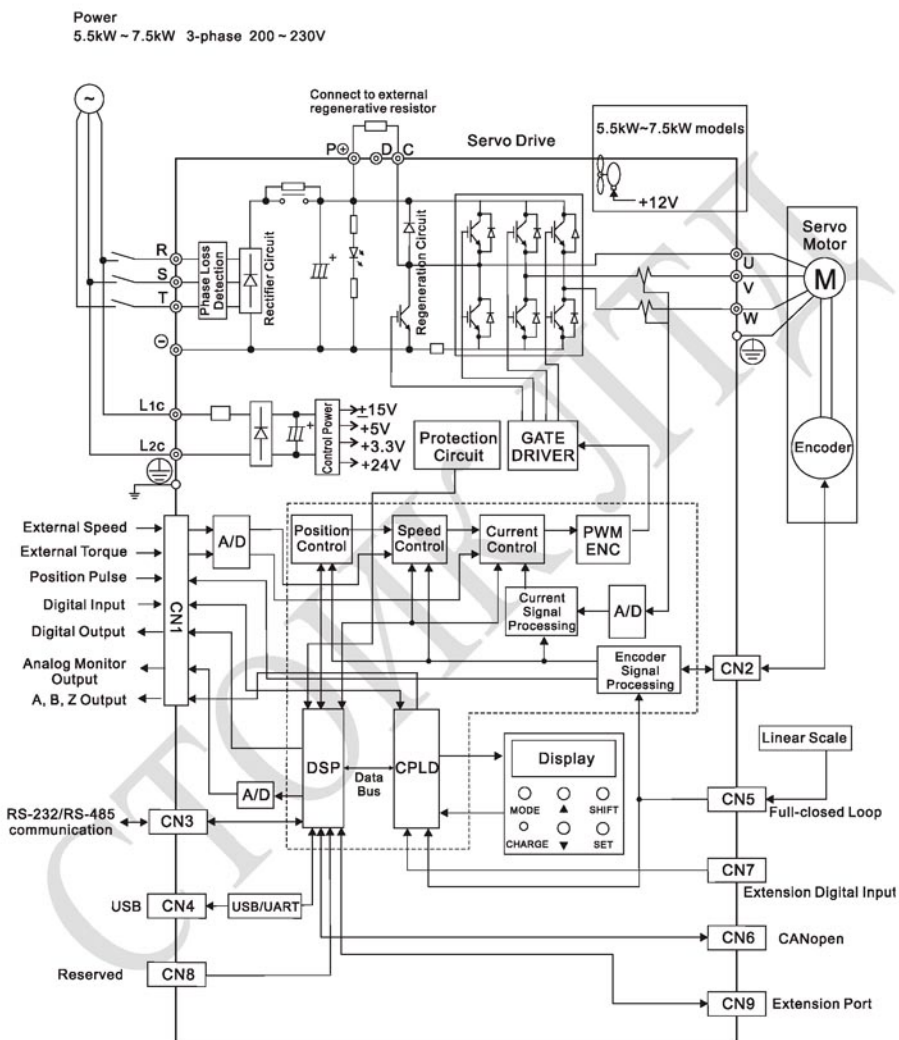 Power
5.5kW ~ 7.5kW 3-phase 200 ~ 230V
~
Connect to external
regenerative resistor
P⊕
D
C
Servo Drive
5.5kW~7.5kW models
+12V
R
S
T
⊖
Phase Loss
Detection
Rectifier Circuit
+
Regeneration Circuit
U
V
W
Servo
Motor
M
Encoder
L1C
L2C
+
Control Power
±15V
+5V
+3.3V
+24V
Protection
Circuit
GATE
DRIVER
External Speed
External Torque
Position Pulse
Digital Input
Digital Output
Analog Monitor
Output
A, B, Z Output
CN1
A/D
Position
Control
Speed
Control
Current
Control
PWM
ENC
Current
Signal
Processing
A/D
Encoder
Signal
Processing
CN2
Linear Scale
DSP
Data
Bus
CPLD
Display
MODE
▲
SHIFT
CHARGE
▼
SET
A/D
RS-232/RS-485
communication
CN3
CN5
Full-closed Loop
CN7
Extension Digital Input
USB
CN4
USB/UART
CN6
CANopen
Reserved
CN8
CN9
Extension Port
СТОИК ЛТД